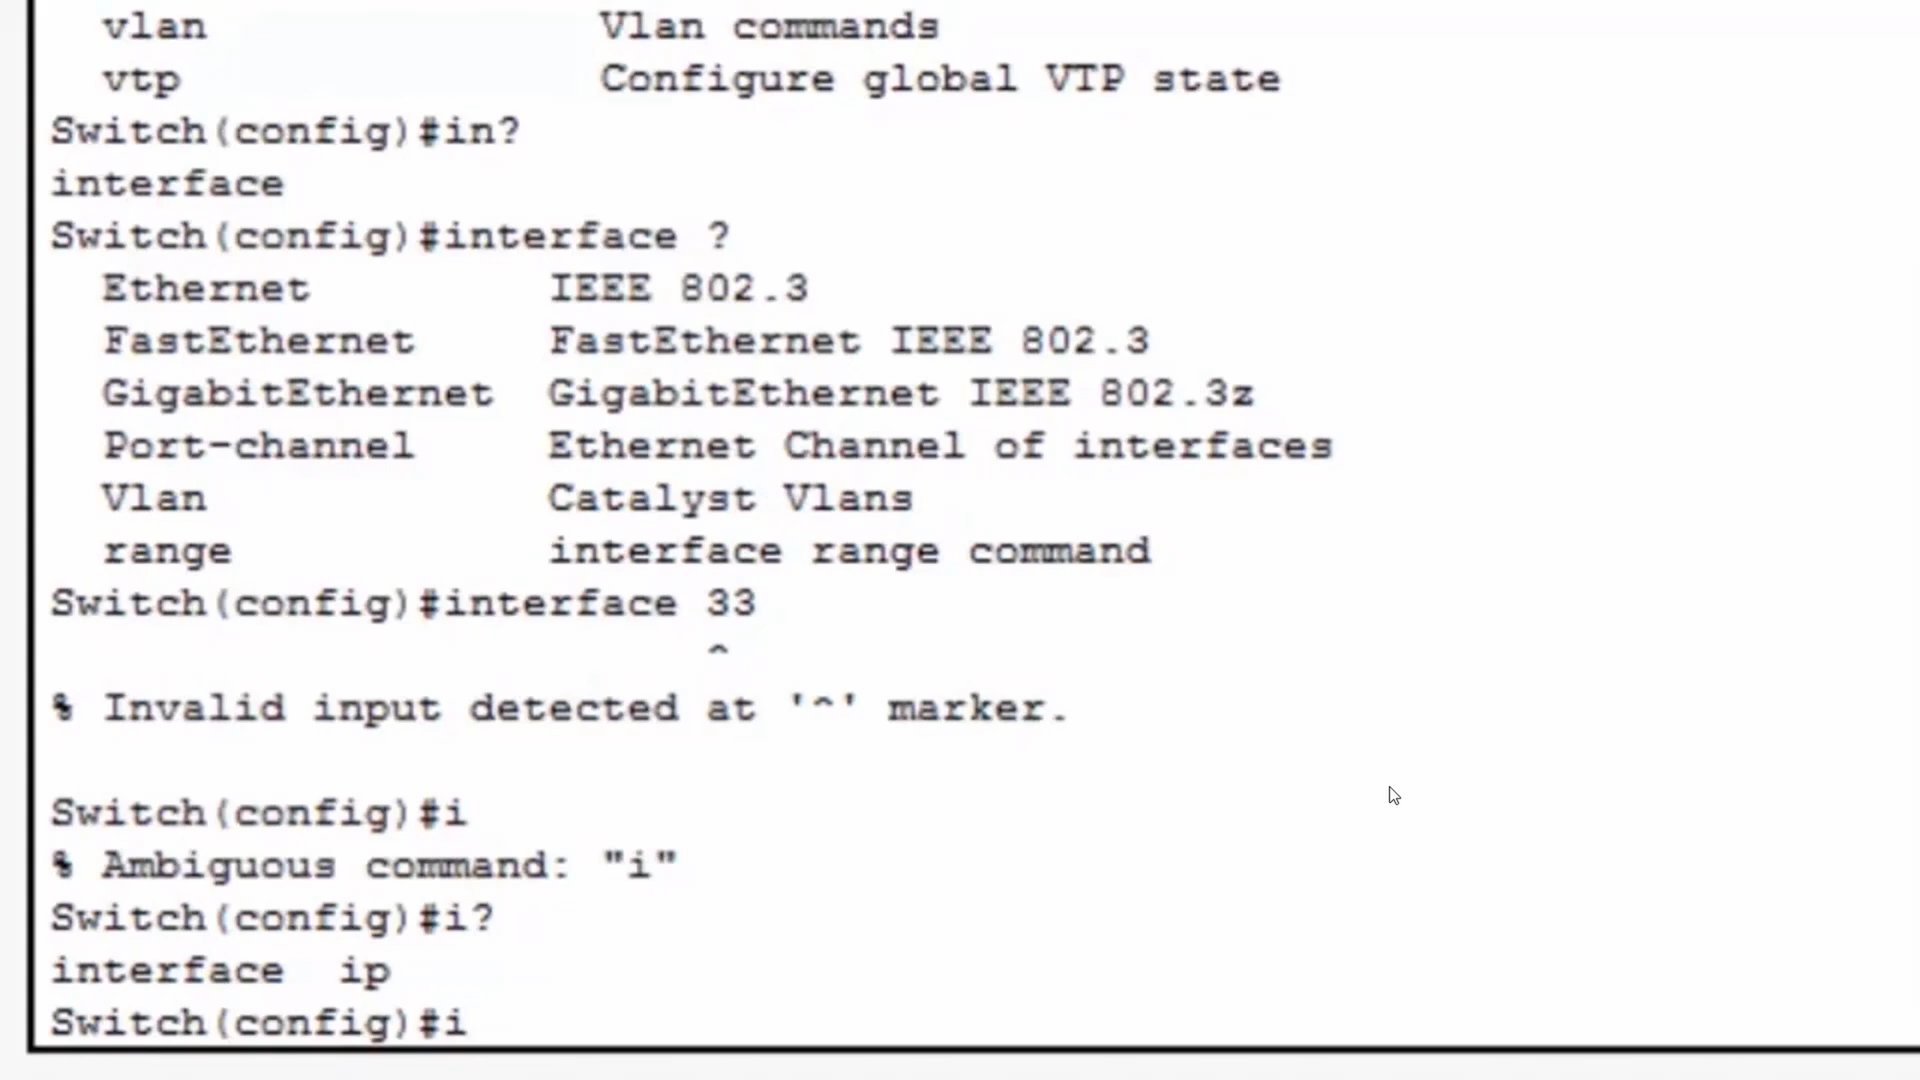 vlan Vlan commands
vtp Configure global VTP state
Switch(config)#in?
interface
Switch(config)#interface ?
Ethernet IEEE 802.3
FastEthernet FastEthernet IEEE 802.3
GigabitEthernet GigabitEthernet IEEE 802.3z
Port-channel Ethernet Channel of interfaces
Vlan Catalyst Vlans
range interface range command
Switch(config)#interface 33
^
% Invalid input detected at '^' marker.
Switch(config)#i
% Ambiguous command: "i"
Switch(config)#i?
interface ip
Switch(config)#i